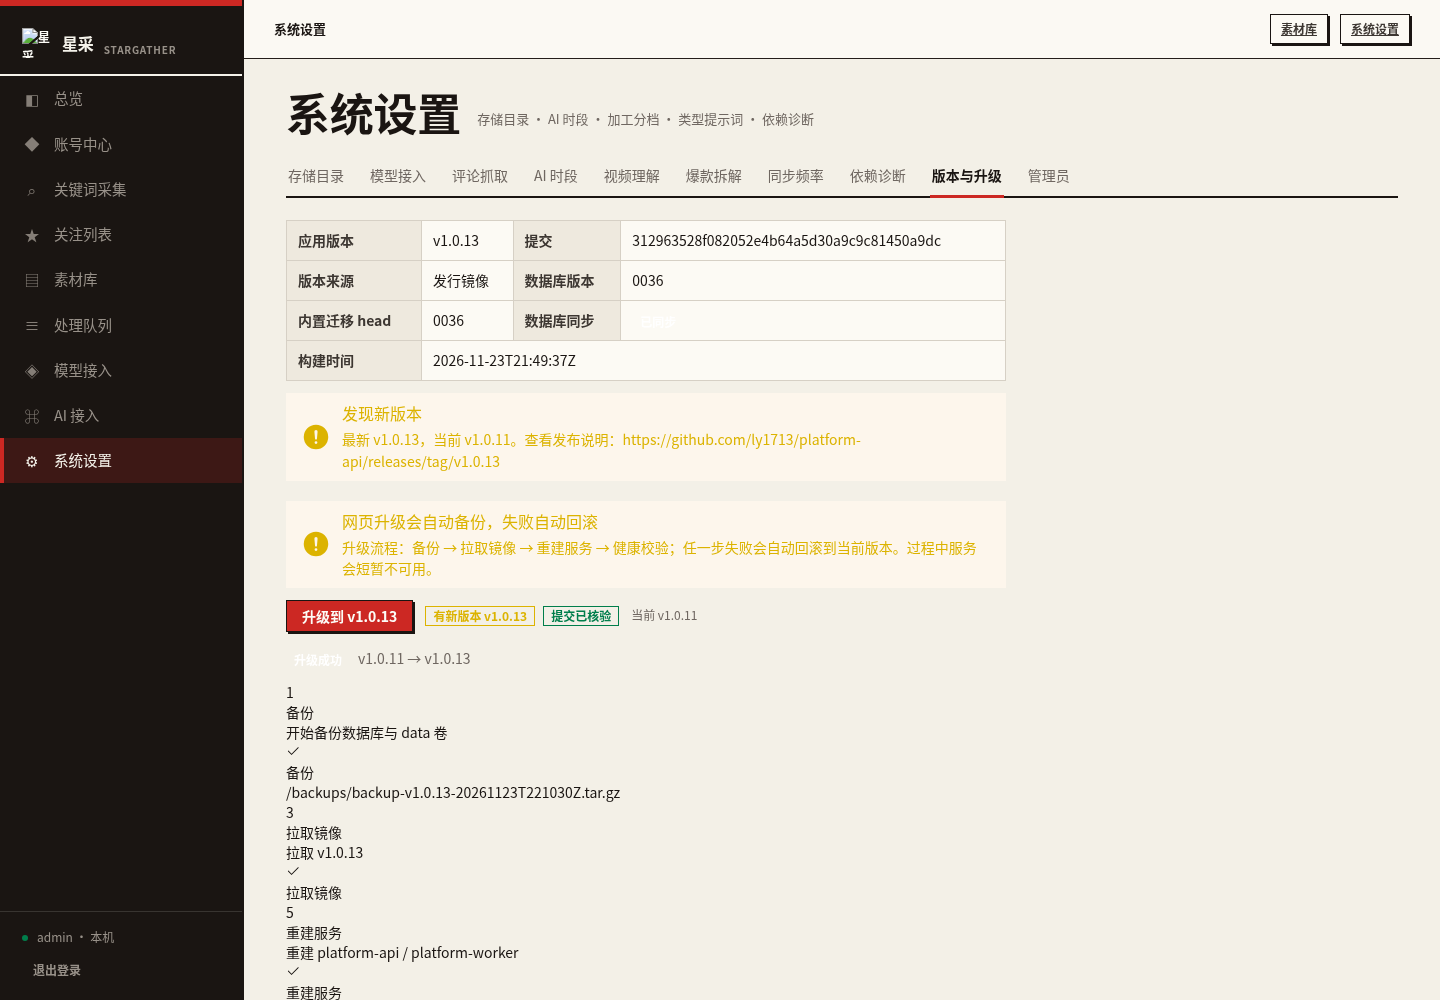 星采
星采 STARGATHER
总览
账号中心
关键词采集
关注列表
素材库
处理队列
模型接入
AI 接入
系统设置
admin · 本机
退出登录
系统设置
素材库 系统设置
系统设置 存储目录 · AI 时段 · 加工分档 · 类型提示词 · 依赖诊断
存储目录 模型接入 评论抓取 AI 时段 视频理解 爆款拆解 同步频率 依赖诊断 版本与升级 管理员
应用版本 v1.0.13 提交 312963528f082052e4b64a5d30a9c9c81450a9dc
版本来源 发行镜像 数据库版本 0036
内置迁移 head 0036 数据库同步 已同步
构建时间 2026-11-23T21:49:37Z
发现新版本
最新 v1.0.13，当前 v1.0.11。查看发布说明：https://github.com/ly1713/platform-
api/releases/tag/v1.0.13
网页升级会自动备份，失败自动回滚
升级流程：备份 → 拉取镜像 → 重建服务 → 健康校验；任一步失败会自动回滚到当前版本。过程中服务
会短暂不可用。
升级到 v1.0.13 有新版本 v1.0.13 提交已核验 当前 v1.0.11
升级成功 v1.0.11 → v1.0.13
1
备份
开始备份数据库与 data 卷
✓
备份
/backups/backup-v1.0.13-20261123T221030Z.tar.gz
3
拉取镜像
拉取 v1.0.13
✓
拉取镜像
5
重建服务
重建 platform-api / platform-worker
✓
重建服务